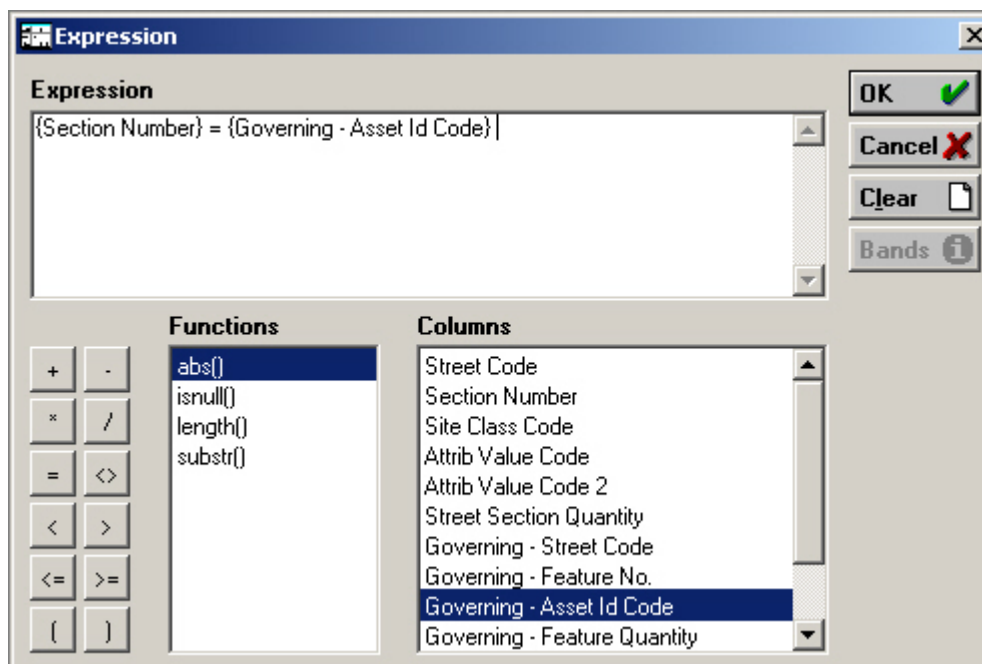 Expression
Expression
{Section Number} = {Governing - Asset Id Code}
OK
Cancel
Clear
Bands
Functions
abs()
isnull()
length()
substr()
Columns
Street Code
Section Number
Site Class Code
Attrib Value Code
Attrib Value Code 2
Street Section Quantity
Governing - Street Code
Governing - Feature No.
Governing - Asset Id Code
Governing - Feature Quantity
+ -
* /
= <>
< >
<= >=
( )